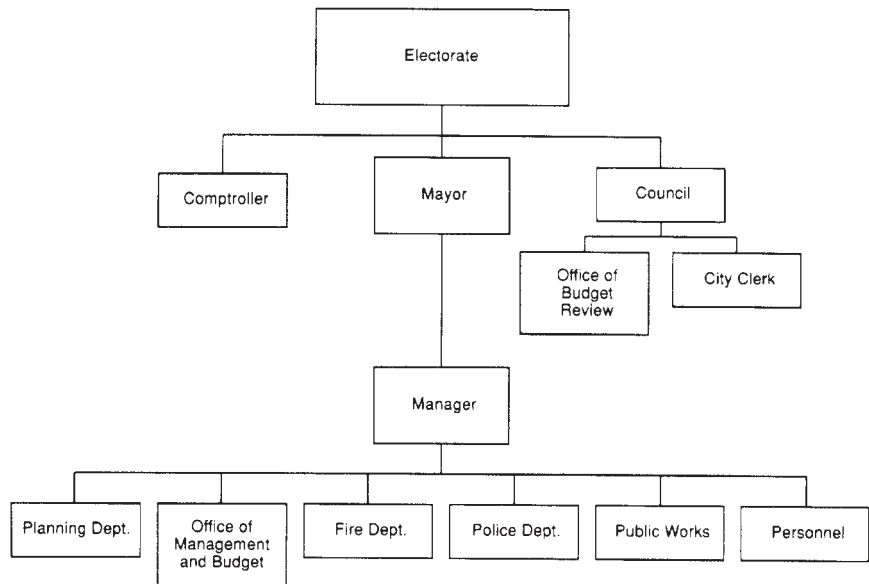 Electorate
Comptroller
Mayor
Council
Office of
Budget
Review
City Clerk
Manager
Planning Dept.
Office of
Management
and Budget
Fire Dept.
Police Dept.
Public Works
Personnel